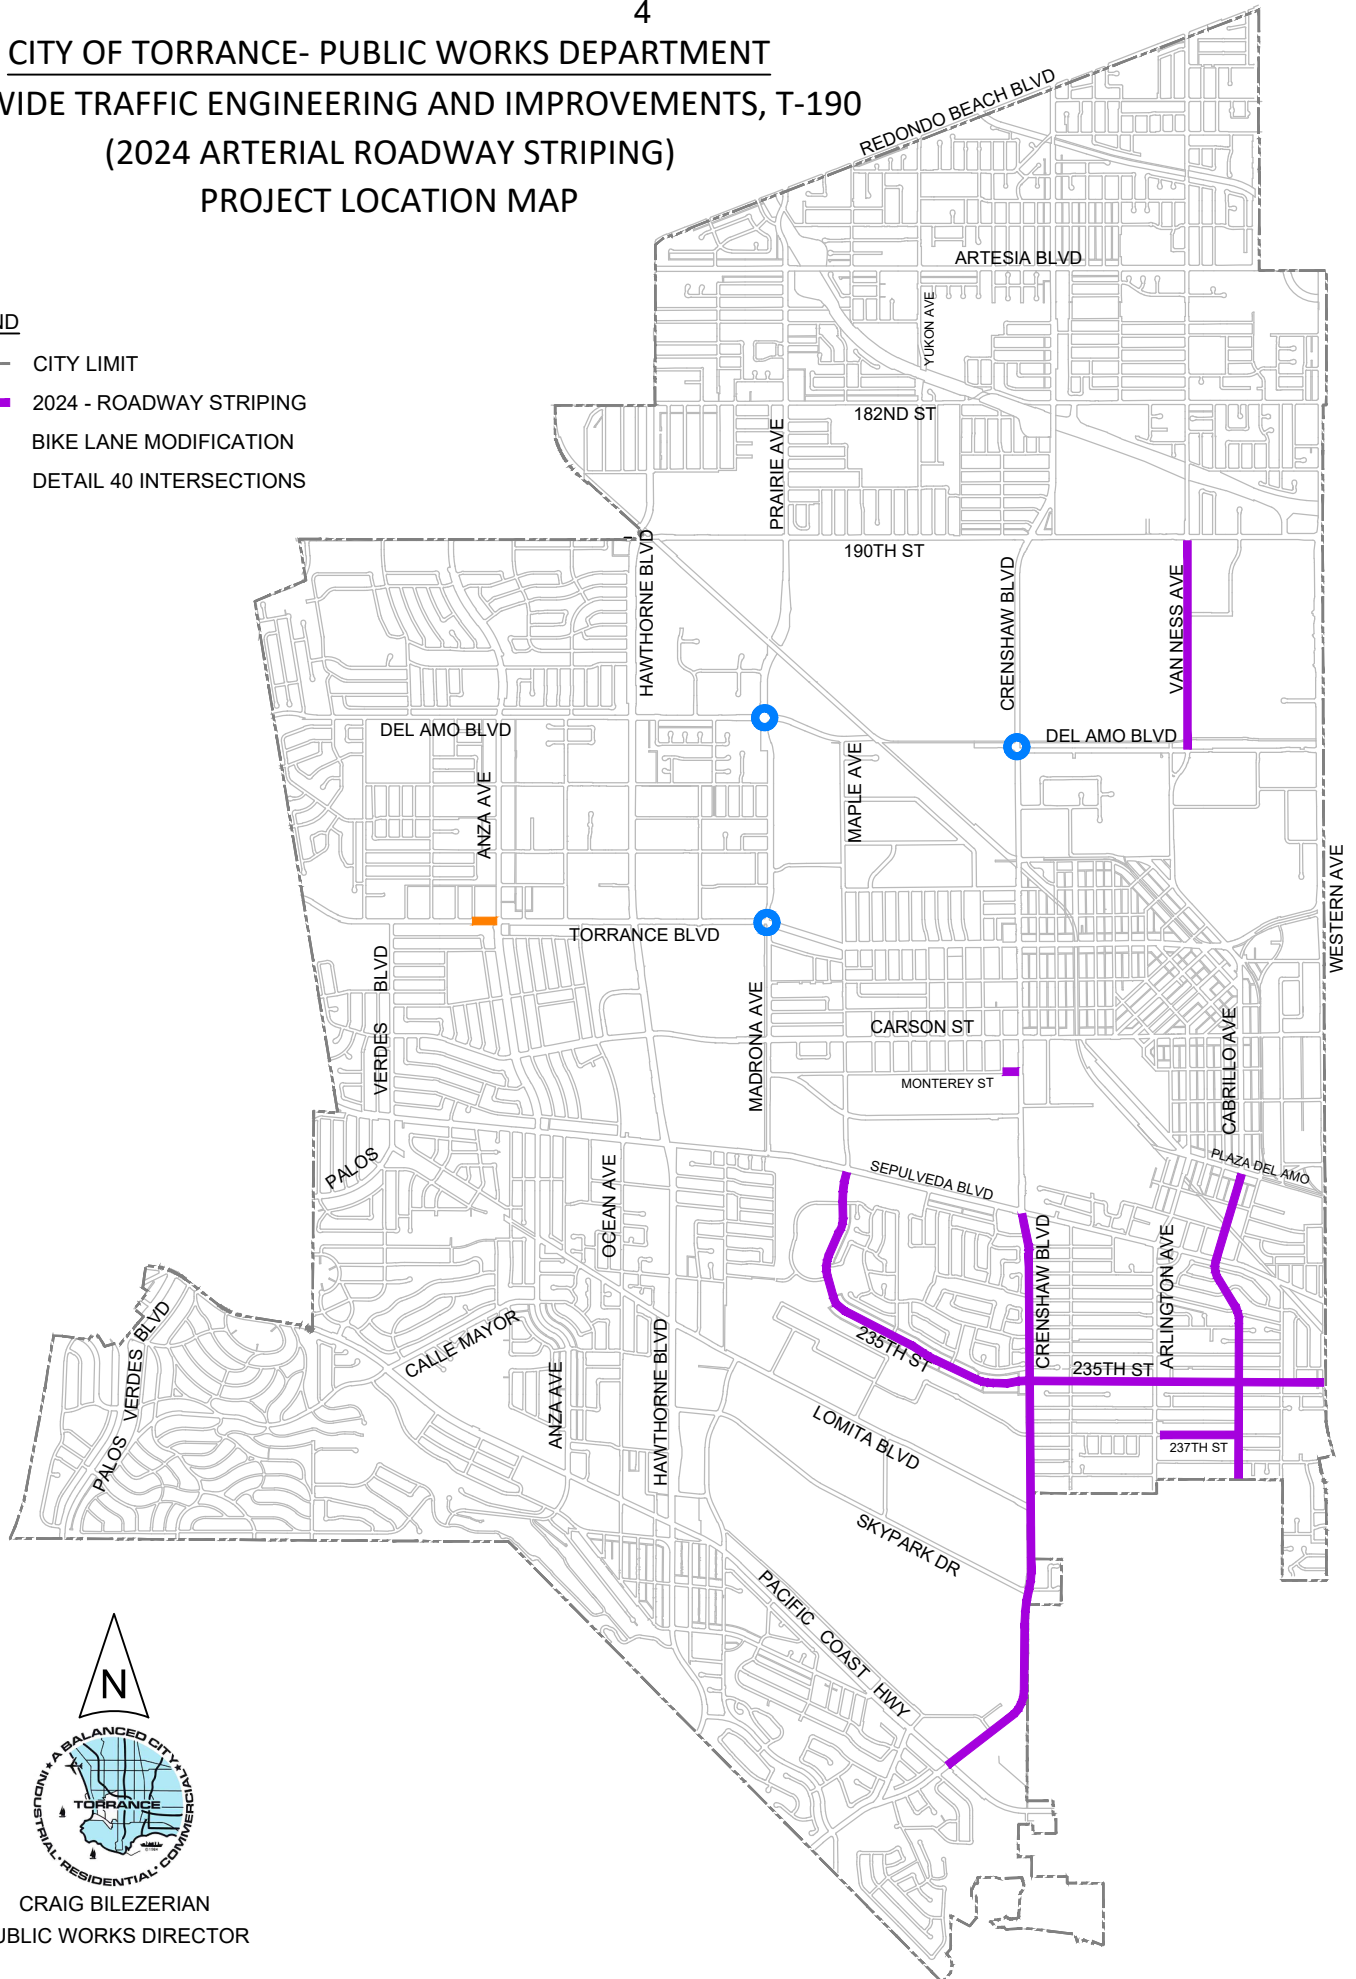 4
CITY OF TORRANCE- PUBLIC WORKS DEPARTMENT
WIDE TRAFFIC ENGINEERING AND IMPROVEMENTS, T-190
(2024 ARTERIAL ROADWAY STRIPING)
PROJECT LOCATION MAP
REDONDO BEACH BLVD
ARTESIA BLVD
YUKON AVE
ND
CITY LIMIT
2024 - ROADWAY STRIPING
BIKE LANE MODIFICATION
DETAIL 40 INTERSECTIONS
182ND ST
PRAIRIE AVE
190TH ST
HAWTHORNE BLVD
CRENSHAW BLVD
VAN NESS AVE
DEL AMO BLVD
DEL AMO BLVD
MAPLE AVE
ANZA AVE
WESTERN AVE
TORRANCE BLVD
PALOS VERDES BLVD
MADRONA AVE
CARSON ST
MONTEREY ST
CABRILLO AVE
PLAZA DEL AMO
SEPULVEDA BLVD
OCEAN AVE
CRENSHAW BLVD
ARLINGTON AVE
PALOS VERDES BLVD
CALLE MAYOR
235TH ST
235TH ST
ANZA AVE
HAWTHORNE BLVD
LOMITA BLVD
237TH ST
SKYPARK DR
PACIFIC COAST HWY
N
A BALANCED CITY
INDUSTRIAL • RESIDENTIAL • COMMERCIAL
TORRANCE
CRAIG BILEZERIAN
UBLIC WORKS DIRECTOR